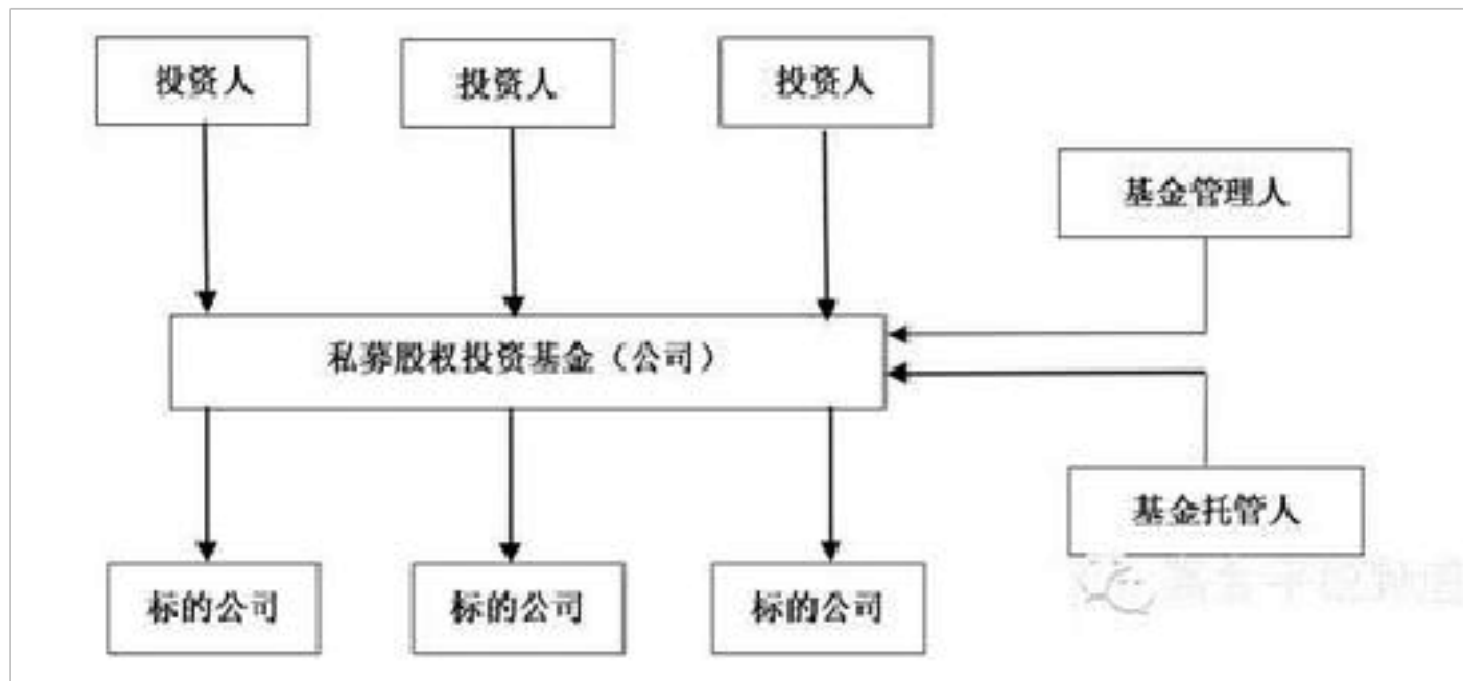 投资人
投资人
投资人
基金管理人
私募股权投资基金（公司）
基金托管人
标的公司
标的公司
标的公司